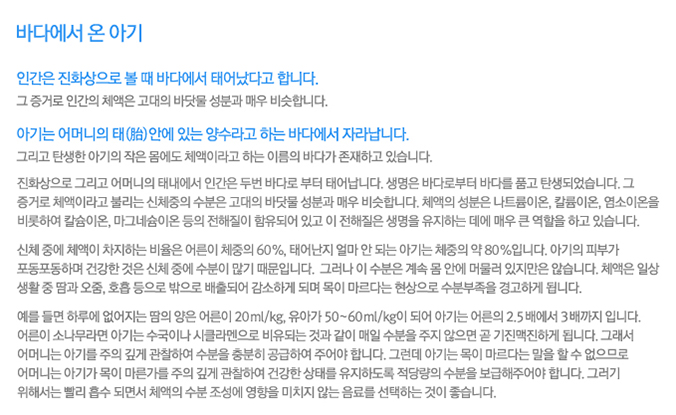 바다에서 온 아기
인간은 진화상으로 볼 때 바다에서 태어났다고 합니다.
그 증거로 인간의 체액은 고대의 바닷물 성분과 매우 비슷합니다.
아기는 어머니의 태(胎)안에 있는 양수라고 하는 바다에서 자라납니다.
그리고 탄생한 아기의 작은 몸에도 체액이라고 하는 이름의 바다가 존재하고 있습니다.
진화상으로 그리고 어머니의 태내에서 인간은 두번 바다로 부터 태어납니다. 생명은 바다로부터 바다를 품고 탄생되었습니다. 그
증거로 체액이라고 불리는 신체중의 수분은 고대의 바닷물 성분과 매우 비슷합니다. 체액의 성분은 나트륨이온, 칼륨이온, 염소이온을
비롯하여 칼슘이온, 마그네슘이온 등의 전해질이 함유되어 있고 이 전해질은 생명을 유지하는 데에 매우 큰 역할을 하고 있습니다.
신체 중에 체액이 차지하는 비율은 어른이 체중의 60%, 태어난지 얼마 안 되는 아기는 체중의 약 80%입니다. 아기의 피부가
포동포동하며 건강한 것은 신체 중에 수분이 많기 때문입니다. 그러나 이 수분은 계속 몸 안에 머물러 있지만은 않습니다. 체액은 일상
생활 중 땀과 오줌, 호흡 등으로 밖으로 배출되어 감소하게 되며 목이 마르다는 현상으로 수분부족을 경고하게 됩니다.
예를 들면 하루에 없어지는 땀의 양은 어른이 20ml/kg, 유아가 50~60ml/kg이 되어 아기는 어른의 2.5배에서 3배까지 입니다.
어른이 소나무라면 아기는 수국이나 시클라멘으로 비유되는 것과 같이 매일 수분을 주지 않으면 곧 기진맥진하게 됩니다. 그래서
어머니는 아기를 주의 깊게 관찰하여 수분을 충분히 공급하여 주어야 합니다. 그런데 아기는 목이 마르다는 말을 할 수 없으므로
어머니는 아기가 목이 마른가를 주의 깊게 관찰하여 건강한 상태를 유지하도록 적당량의 수분을 보급해주어야 합니다. 그러기
위해서는 빨리 흡수 되면서 체액의 수분 조성에 영향을 미치지 않는 음료를 선택하는 것이 좋습니다.